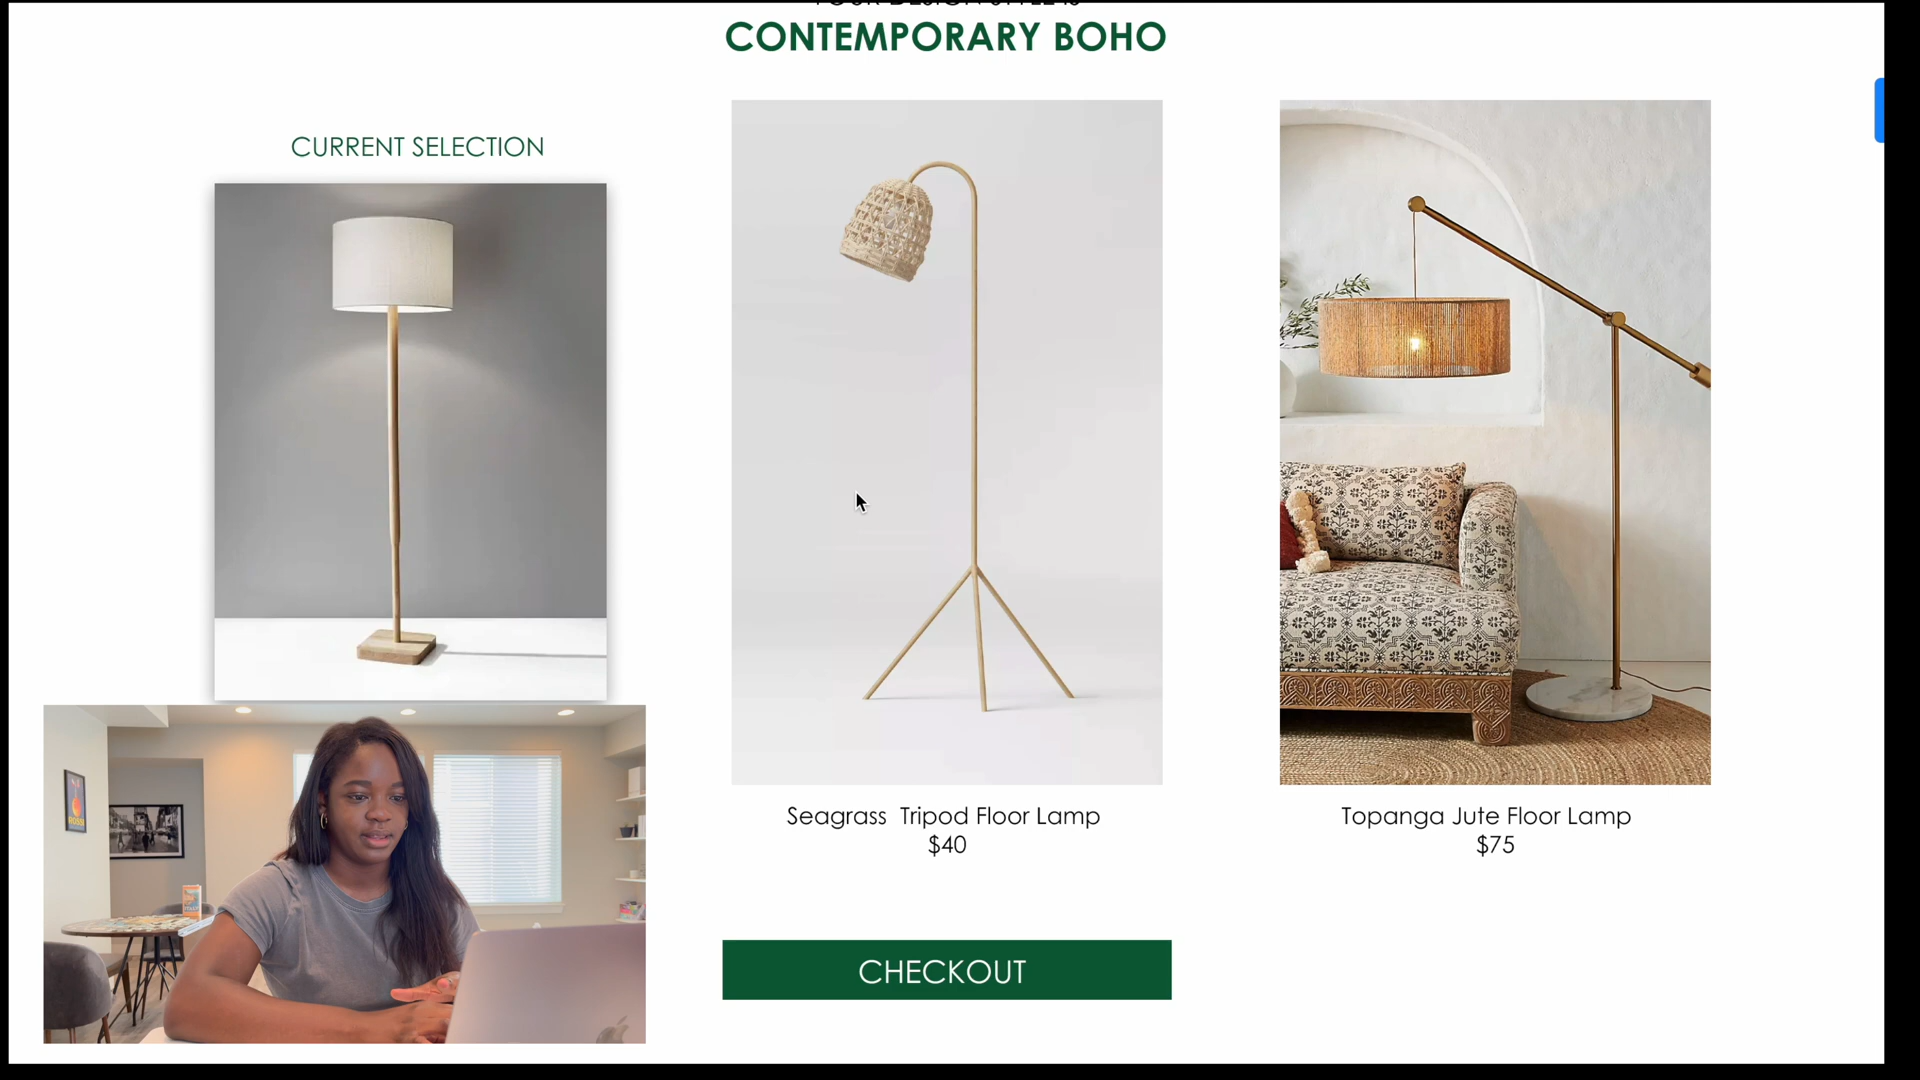 CONTEMPORARY BOHO
CURRENT SELECTION
Seagrass Tripod Floor Lamp
$40
Topanga Jute Floor Lamp
$75
CHECKOUT